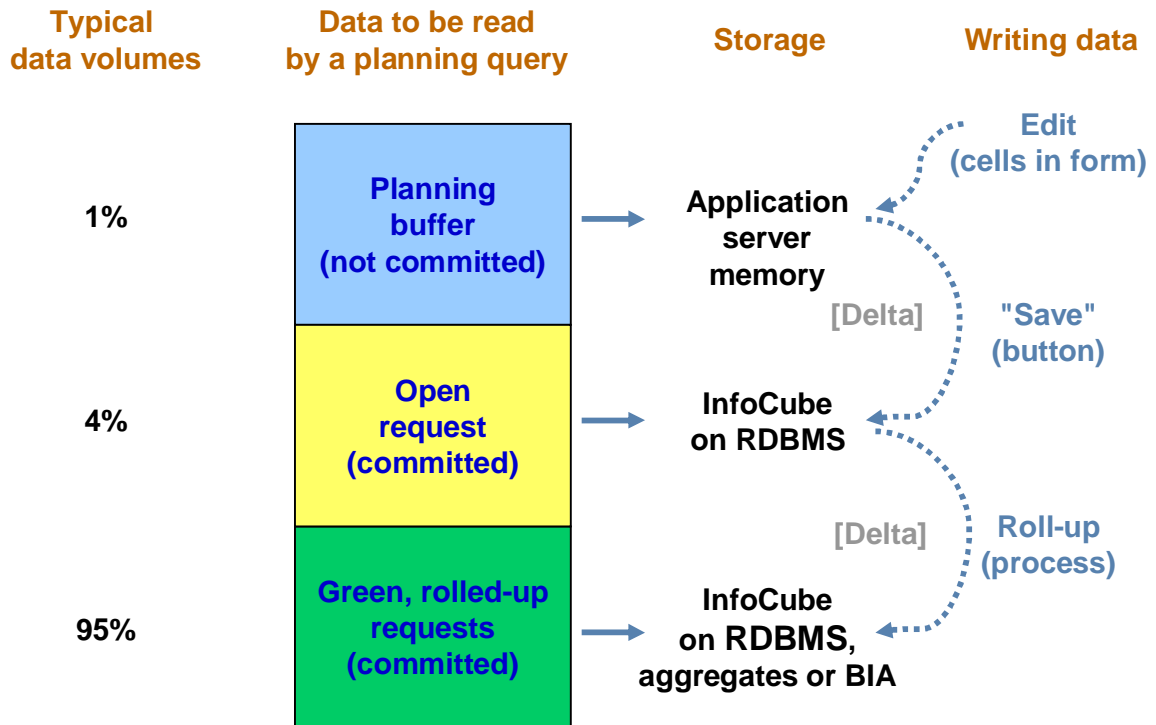 Typical
data volumes
Data to be read
by a planning query
Storage
Writing data
Edit
(cells in form)
1%
Planning
buffer
(not committed)
Application
server
memory
[Delta]
"Save"
(button)
4%
Open
request
(committed)
InfoCube
on RDBMS
[Delta]
Roll-up
(process)
95%
Green, rolled-up
requests
(committed)
InfoCube
on RDBMS,
aggregates or BIA